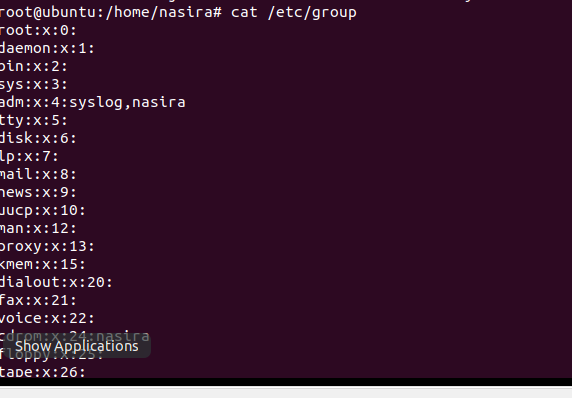 root@ubuntu:/home/nasira# cat /etc/group
root:x:0:
daemon:x:1:
bin:x:2:
sys:x:3:
adm:x:4:syslog,nasira
tty:x:5:
disk:x:6:
lp:x:7:
mail:x:8:
news:x:9:
uucp:x:10:
man:x:12:
proxy:x:13:
kmem:x:15:
dialout:x:20:
fax:x:21:
voice:x:22:
cdrom:x:24:nasira
Show Applications
floppy:x:25:
tape:x:26: